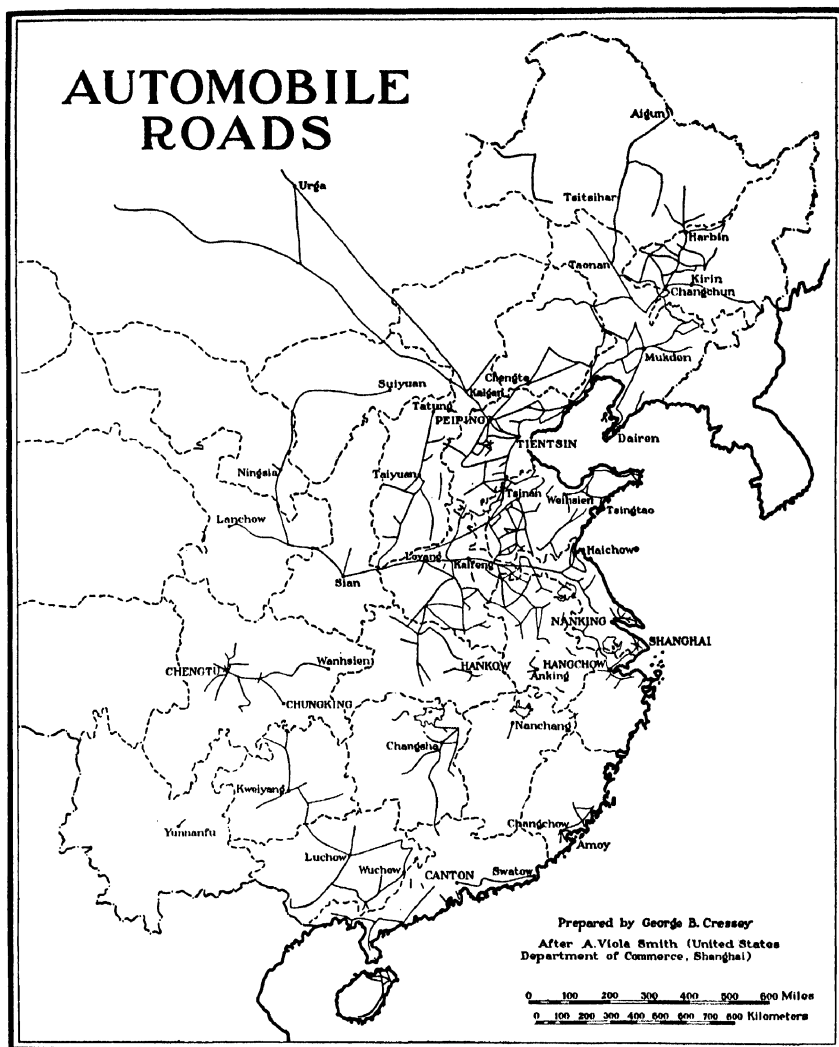 AUTOMOBILE
ROADS
Aigun
Urga
Tsitsihar
Harbin
Taonan
Kirin
Changchun
Mukden
Chengte
Suiyuan
Kalgan
Tatung
PEIPING
Dairen
TIENTSIN
Ningsia
Taiyuan
Tsinan
Weihsien
Tsingtao
Lanchow
Haichow
Loyang
Kaifeng
Sian
NANKING
SHANGHAI
Wanhsien
CHENGTU
HANKOW
HANGCHOW
Anking
CHUNGKING
Nanchang
Changsha
Kweiyang
Changchow
Yunnanfu
Amoy
Luchow
Wuchow
CANTON
Swatow
Prepared by George B. Cressey
After A. Viola Smith (United States
Department of Commerce, Shanghai)
0 100 200 300 400 500 600 Miles
0 100 200 300 400 500 600 700 800 Kilometers